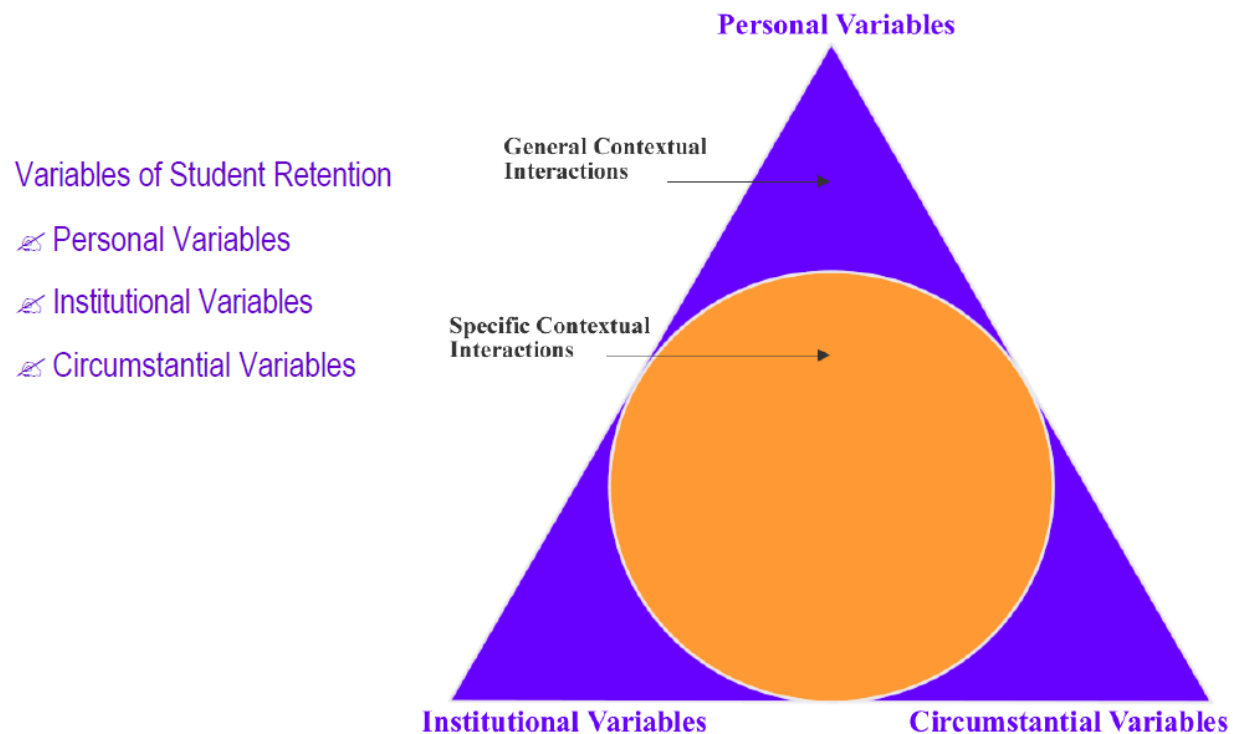 Personal Variables
General Contextual
Interactions
Variables of Student Retention
Personal Variables
Institutional Variables
Specific Contextual
Interactions
Circumstantial Variables
Institutional Variables
Circumstantial Variables